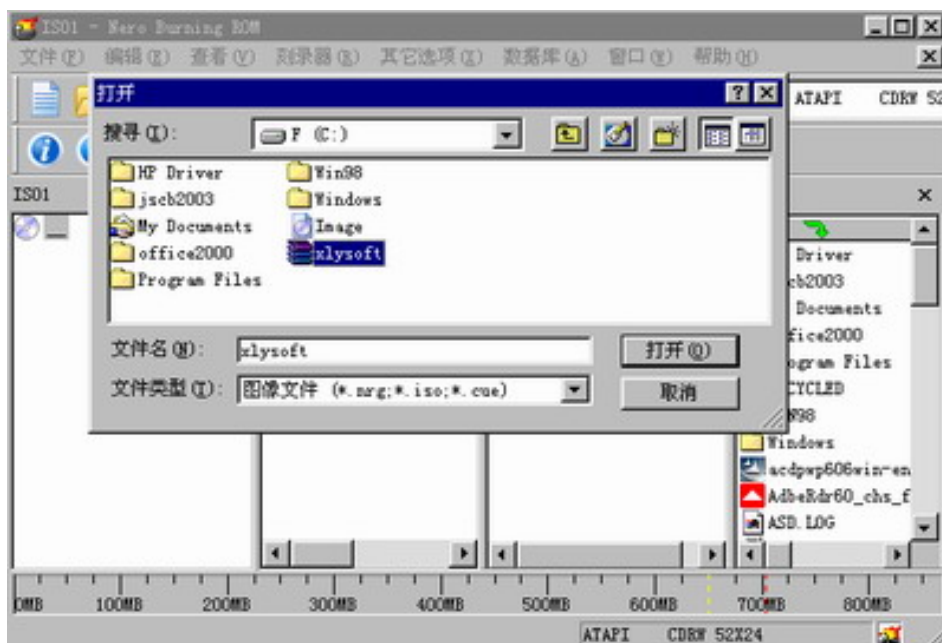 ISO1 - Nero Burning ROM
文件(F) 编辑(E) 查看(V) 刻录器(R) 其它选项(X) 数据库(A) 窗口(W) 帮助(H)
打开
ATAPI CDRW 52
搜寻(I): F (C:)
HP Driver Win98
jscb2003 Windows
ISO1
My Documents Image
office2000 xlysoft
Program Files
Driver
cb2003
Documents
fice2000
ogram Files
CYCLED
N98
Windows
acdpwp606win-en
AdbeRdr60_chs_f
ASD.LOG
文件名(N): xlysoft 打开(O)
文件类型(T): 图像文件 (*.nrg;*.iso;*.cue) 取消
0MB 100MB 200MB 300MB 400MB 500MB 600MB 700MB 800MB
ATAPI CDRW 52X24